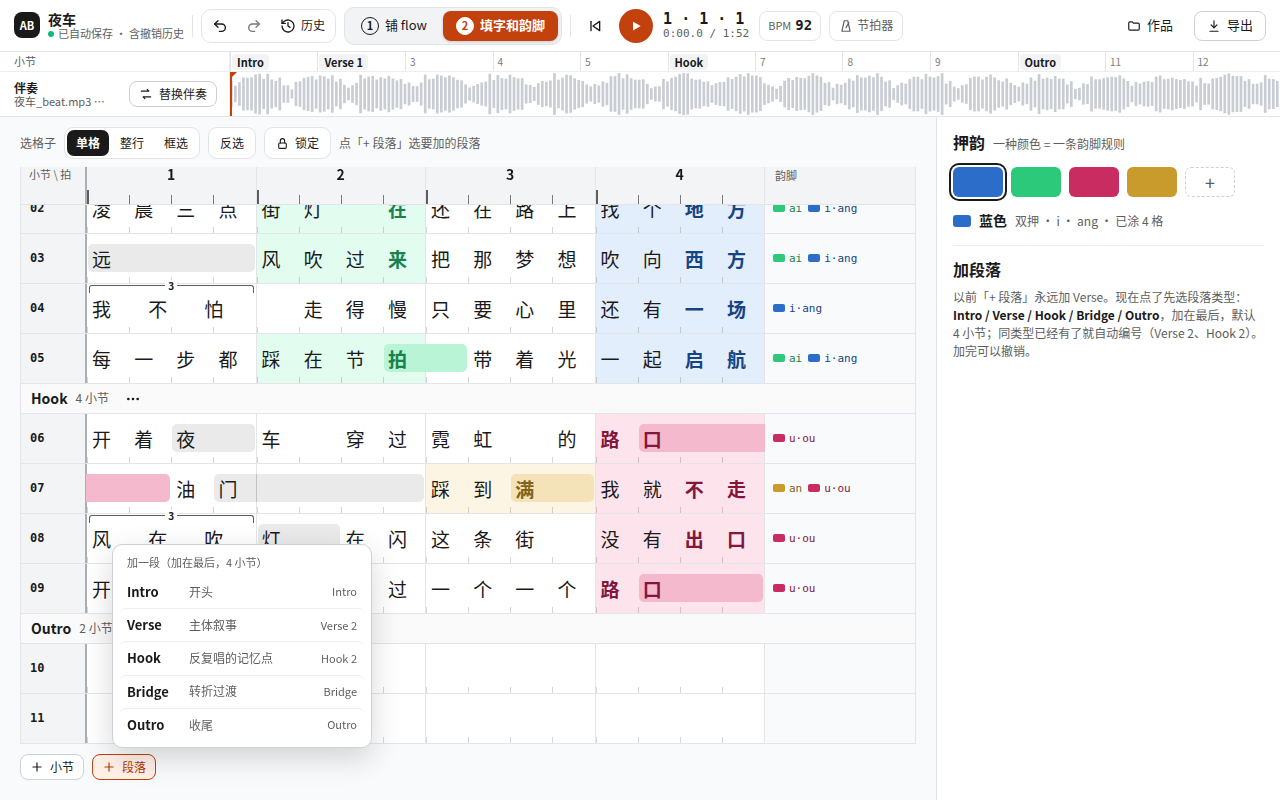 AB 夜车
已自动保存 · 含撤销历史
历史
1 铺 flow
2 填字和韵脚
1 · 1 · 1
0:00.0 / 1:52
BPM 92
节拍器
作品
导出
小节 Intro Verse 1 3 4 5 Hook 7 8 9 Outro 11 12
伴奏
夜车_beat.mp3 ···
替换伴奏
选格子 单格 整行 框选 反选 锁定 点「+ 段落」选要加的段落
小节 \ 拍 1 2 3 4 韵脚
02 凌 晨 三 点 街 灯 在 还 在 路 上 找 个 地 方 ai i·ang
03 远 风 吹 过 来 把 那 梦 想 吹 向 西 方 ai i·ang
3
04 我 不 怕 走 得 慢 只 要 心 里 还 有 一 场 i·ang
05 每 一 步 都 踩 在 节 拍 带 着 光 一 起 启 航 ai i·ang
Hook 4 小节 ···
06 开 着 夜 车 穿 过 霓 虹 的 路 口 u·ou
07 油 门 踩 到 满 我 就 不 走 an u·ou
3
08 风 在 吹 灯 在 闪 这 条 街 没 有 出 口 u·ou
09 开 过 一 个 一 个 路 口 u·ou
Outro 2 小节
10
11
加一段（加在最后，4 小节）
Intro 开头 Intro
Verse 主体叙事 Verse 2
Hook 反复唱的记忆点 Hook 2
Bridge 转折过渡 Bridge
Outro 收尾 Outro
+ 小节
+ 段落
押韵 一种颜色 = 一条韵脚规则
+
蓝色 双押 · i · ang · 已涂 4 格
加段落
以前「+ 段落」永远加 Verse。现在点了先选段落类型：
Intro / Verse / Hook / Bridge / Outro，加在最后，默认
4 小节；同类型已经有了就自动编号（Verse 2、Hook 2）。
加完可以撤销。